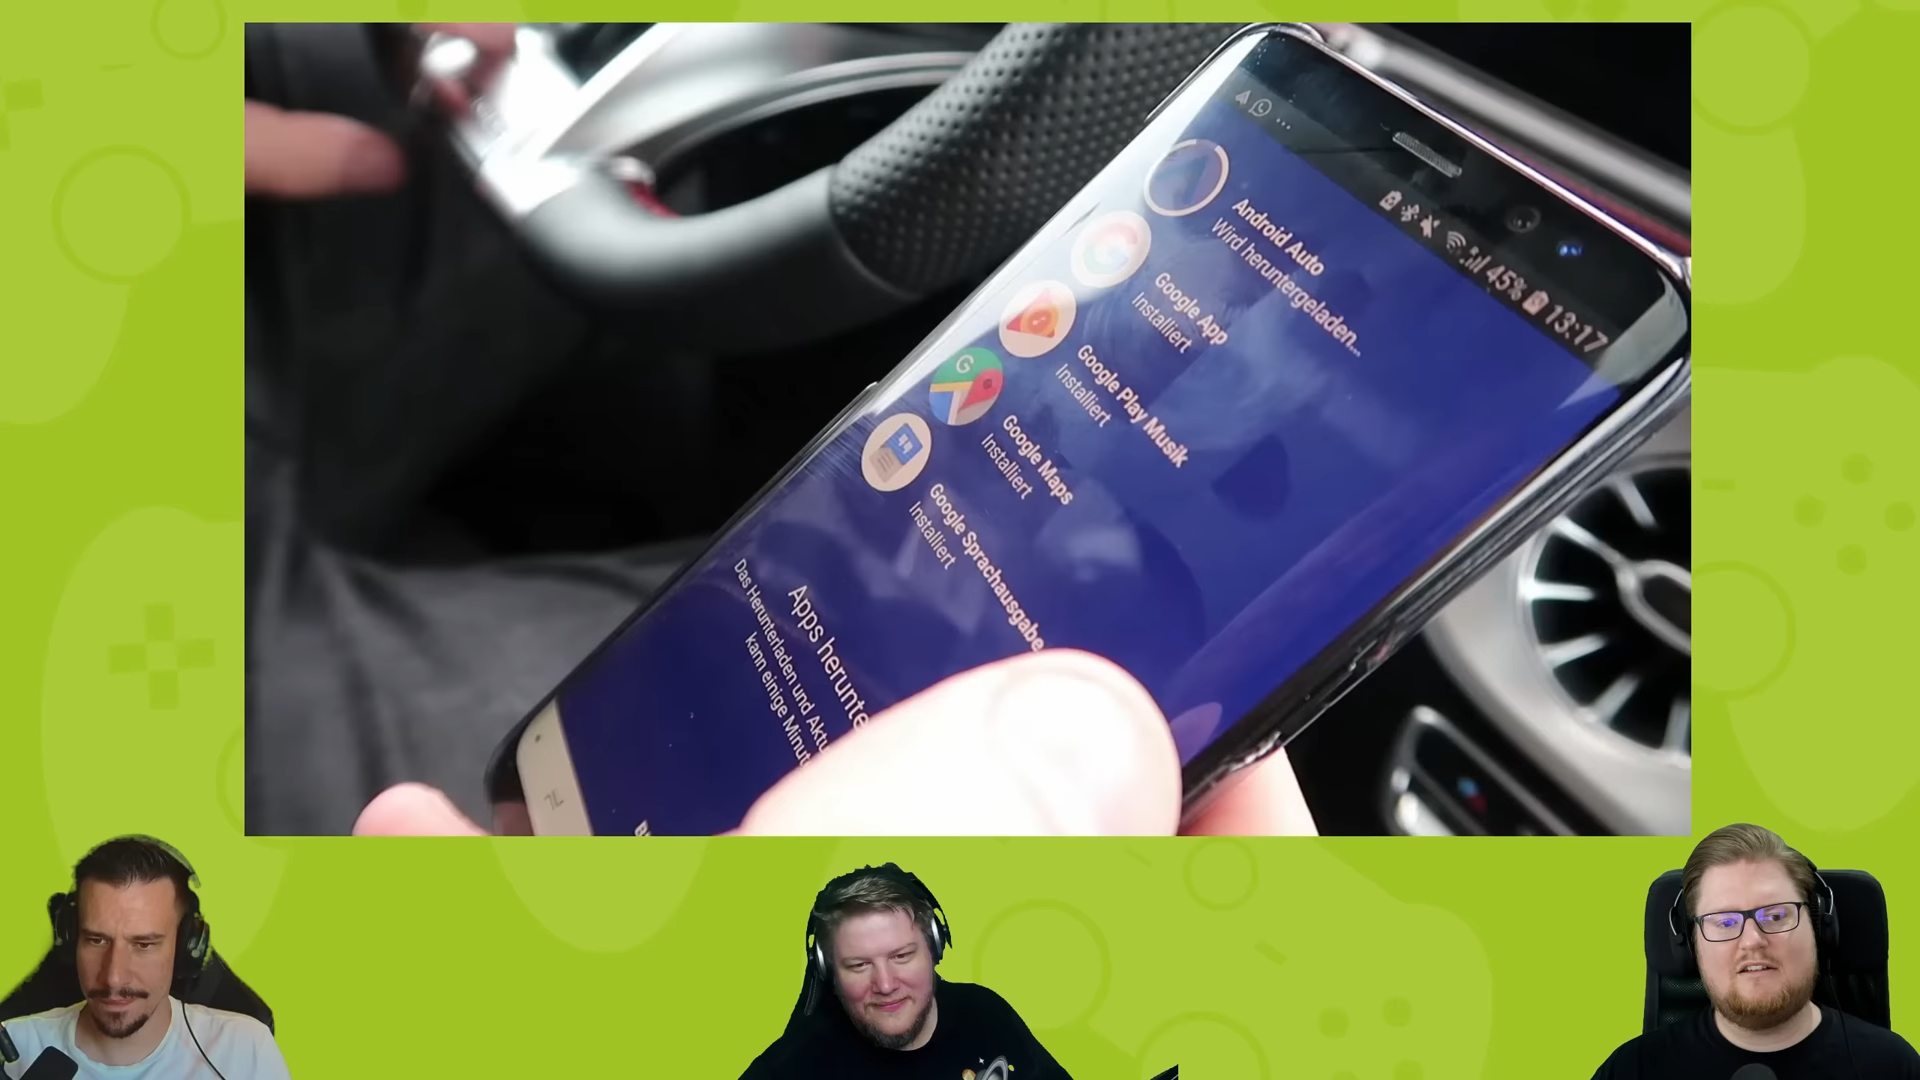 45% 13:17
Android Auto
Wird heruntergeladen...
Google App
Installiert
Google Play Musik
Installiert
Google Maps
Installiert
Google Sprachausgabe
Installiert
Apps herunte
Das Herunterladen und Aktu
kann einige Minut